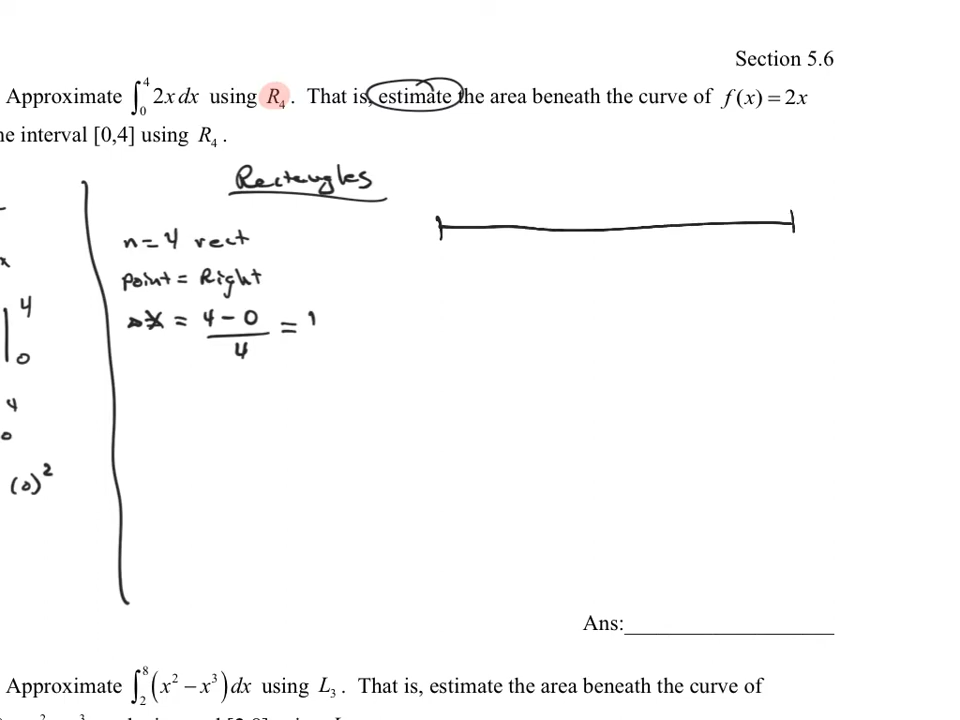 Section 5.6
Approximate ∫₀⁴ 2x dx using R₄. That is, estimate the area beneath the curve of f(x) = 2x
he interval [0,4] using R₄.
Rectangles
n = 4 rect
point = Right
Δx = (4 - 0)/4 = 1
x
| 4 0
4
0
(0)²
Ans:
Approximate ∫₂⁸ (x² − x³) dx using L₃. That is, estimate the area beneath the curve of